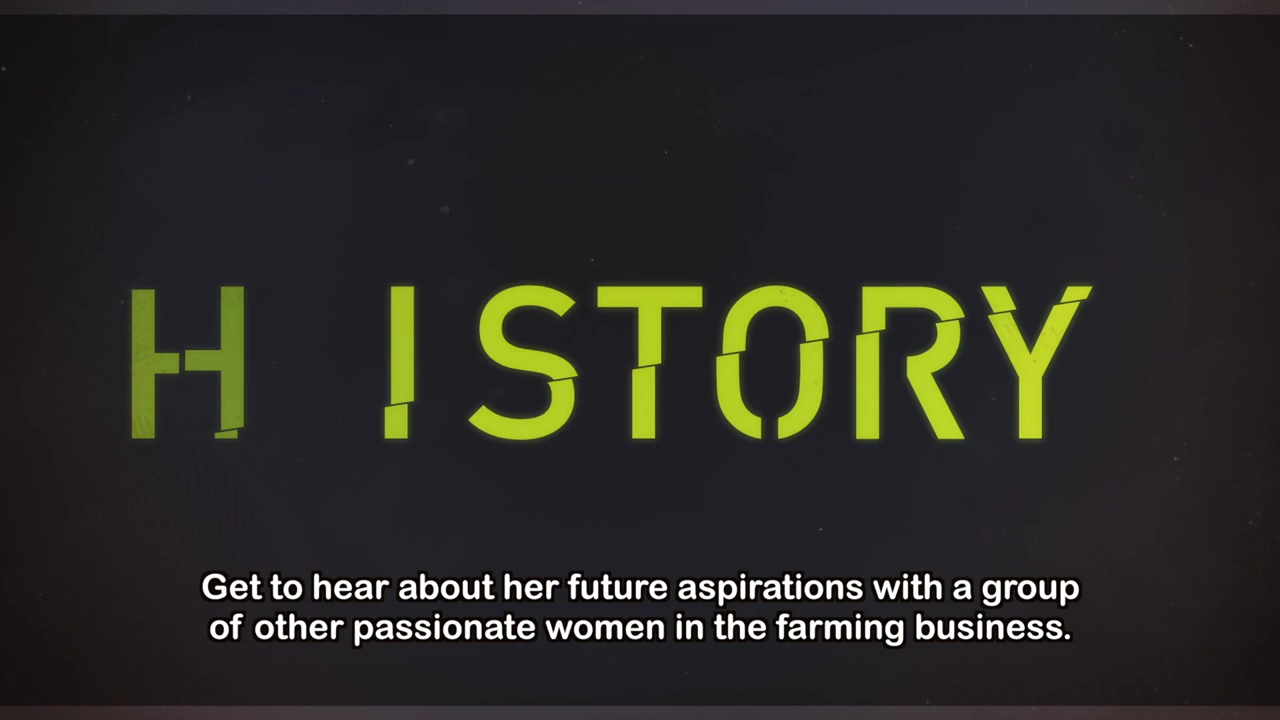 H ISTORY
Get to hear about her future aspirations with a group
of other passionate women in the farming business.